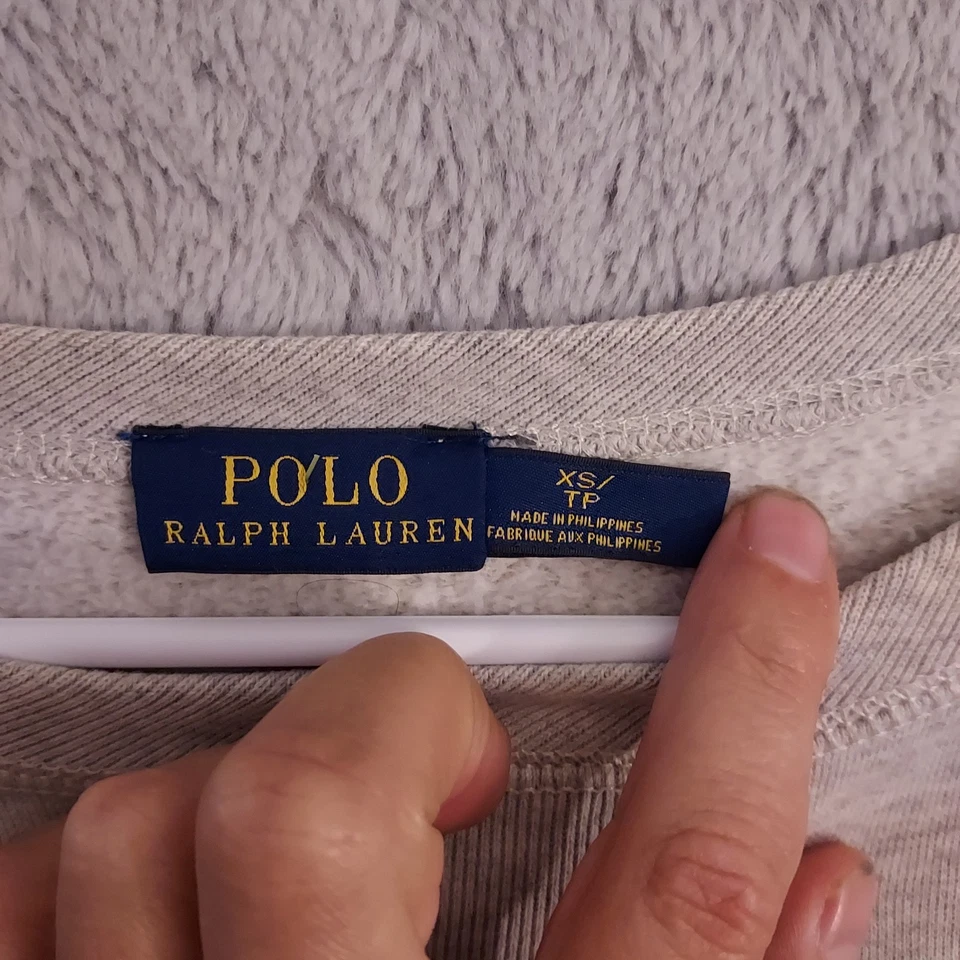 POLO
RALPH LAUREN
XS/
TP
MADE IN PHILIPPINES
FABRIQUE AUX PHILIPPINES